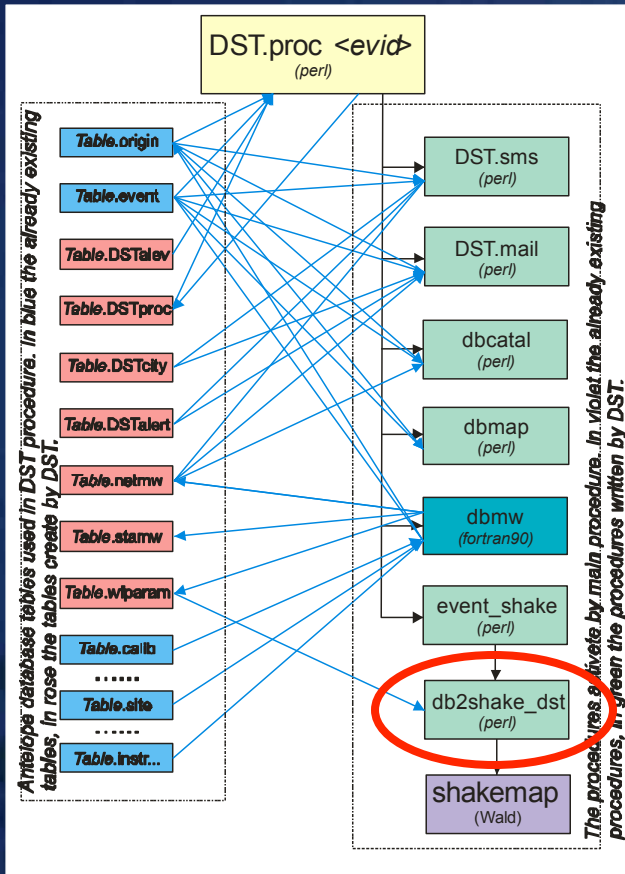 DST.proc <evid>
(perl)
Antelope database tables used in DST procedure. In blue the already existing
tables, in rose the tables create by DST.
Table.origin
Table.event
Table.DSTalev
Table.DSTproc
Table.DSTcity
Table.DSTalert
Table.netmw
Table.stamw
Table.wfparam
Table.calib
......
Table.site
......
Table.instr...
DST.sms
(perl)
DST.mail
(perl)
dbcatal
(perl)
dbmap
(perl)
dbmw
(fortran90)
event_shake
(perl)
db2shake_dst
(perl)
shakemap
(Wald)
The procedures activeta by main procedure. In violet the already existing
procedures, in green the procedures written by DST.